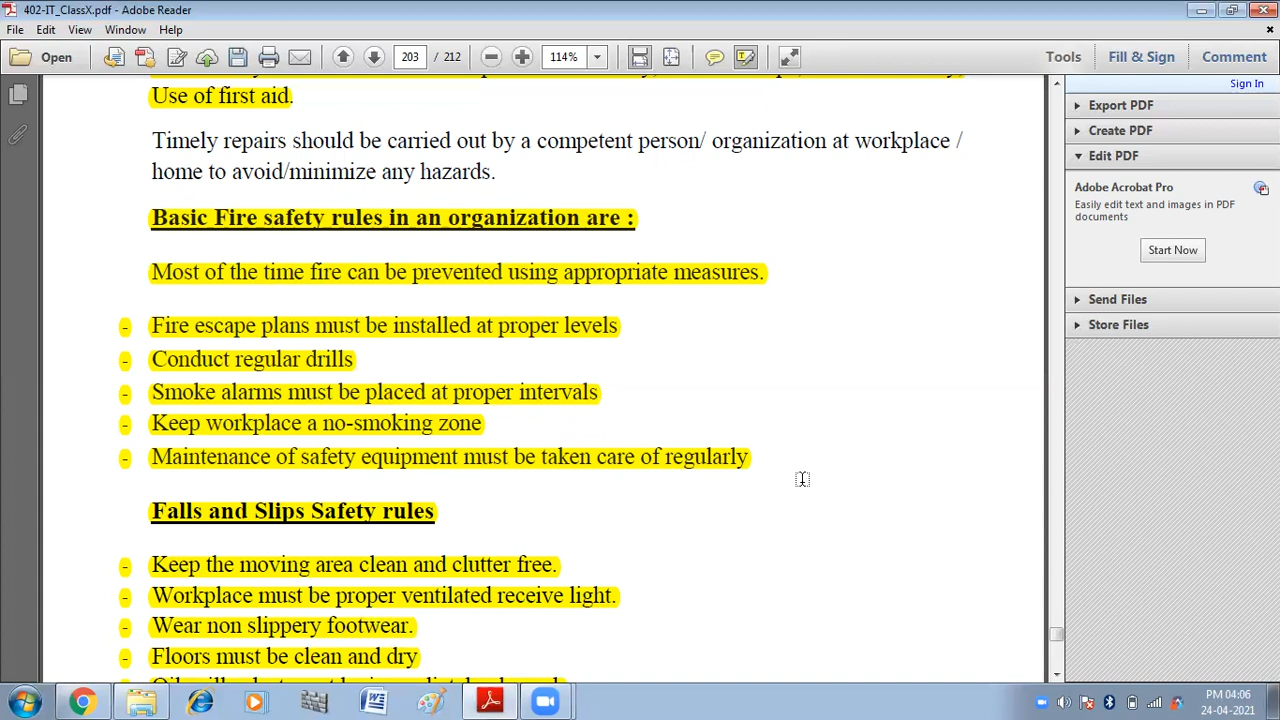 402-IT_ClassX.pdf - Adobe Reader
File Edit View Window Help
Open 203 / 212 114% Tools Fill & Sign Comment
Sign In
Use of first aid.
Timely repairs should be carried out by a competent person/ organization at workplace /
home to avoid/minimize any hazards.
Basic Fire safety rules in an organization are :
Most of the time fire can be prevented using appropriate measures.
- Fire escape plans must be installed at proper levels
- Conduct regular drills
- Smoke alarms must be placed at proper intervals
- Keep workplace a no-smoking zone
- Maintenance of safety equipment must be taken care of regularly
Falls and Slips Safety rules
- Keep the moving area clean and clutter free.
- Workplace must be proper ventilated receive light.
- Wear non slippery footwear.
- Floors must be clean and dry
Export PDF
Create PDF
Edit PDF
Adobe Acrobat Pro
Easily edit text and images in PDF
documents
Start Now
Send Files
Store Files
PM 04:06
24-04-2021